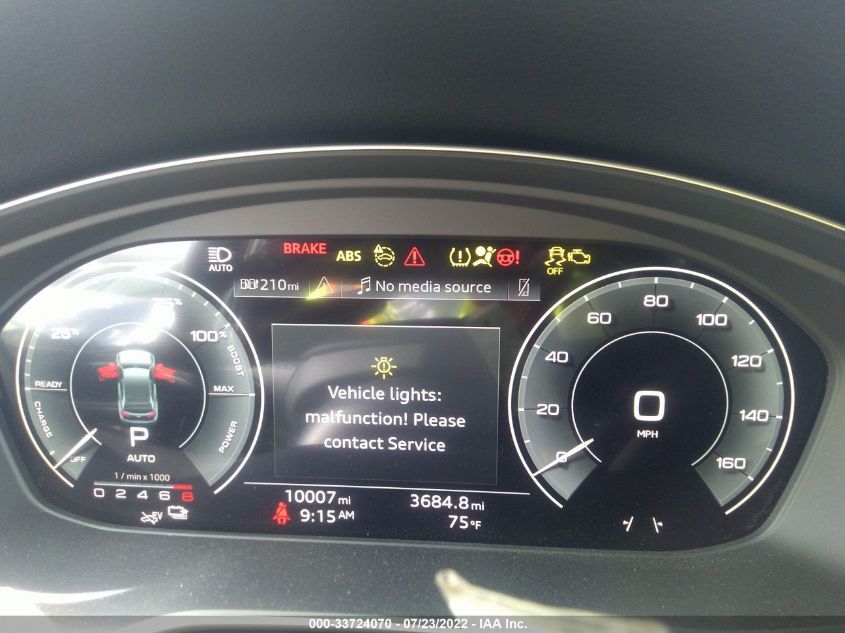 BRAKE ABS
AUTO
OFF
210mi No media source
25% 75% 100%
BOOST
READY MAX
CHARGE POWER
OFF
P
AUTO
1 / min x 1000
0 2 4 6 8
EV
Vehicle lights:
malfunction! Please
contact Service
10007mi 3684.8mi
9:15AM 75°F
0 20 40 60 80 100 120 140 160
0
MPH
000-33724070 - 07/23/2022 - IAA Inc.